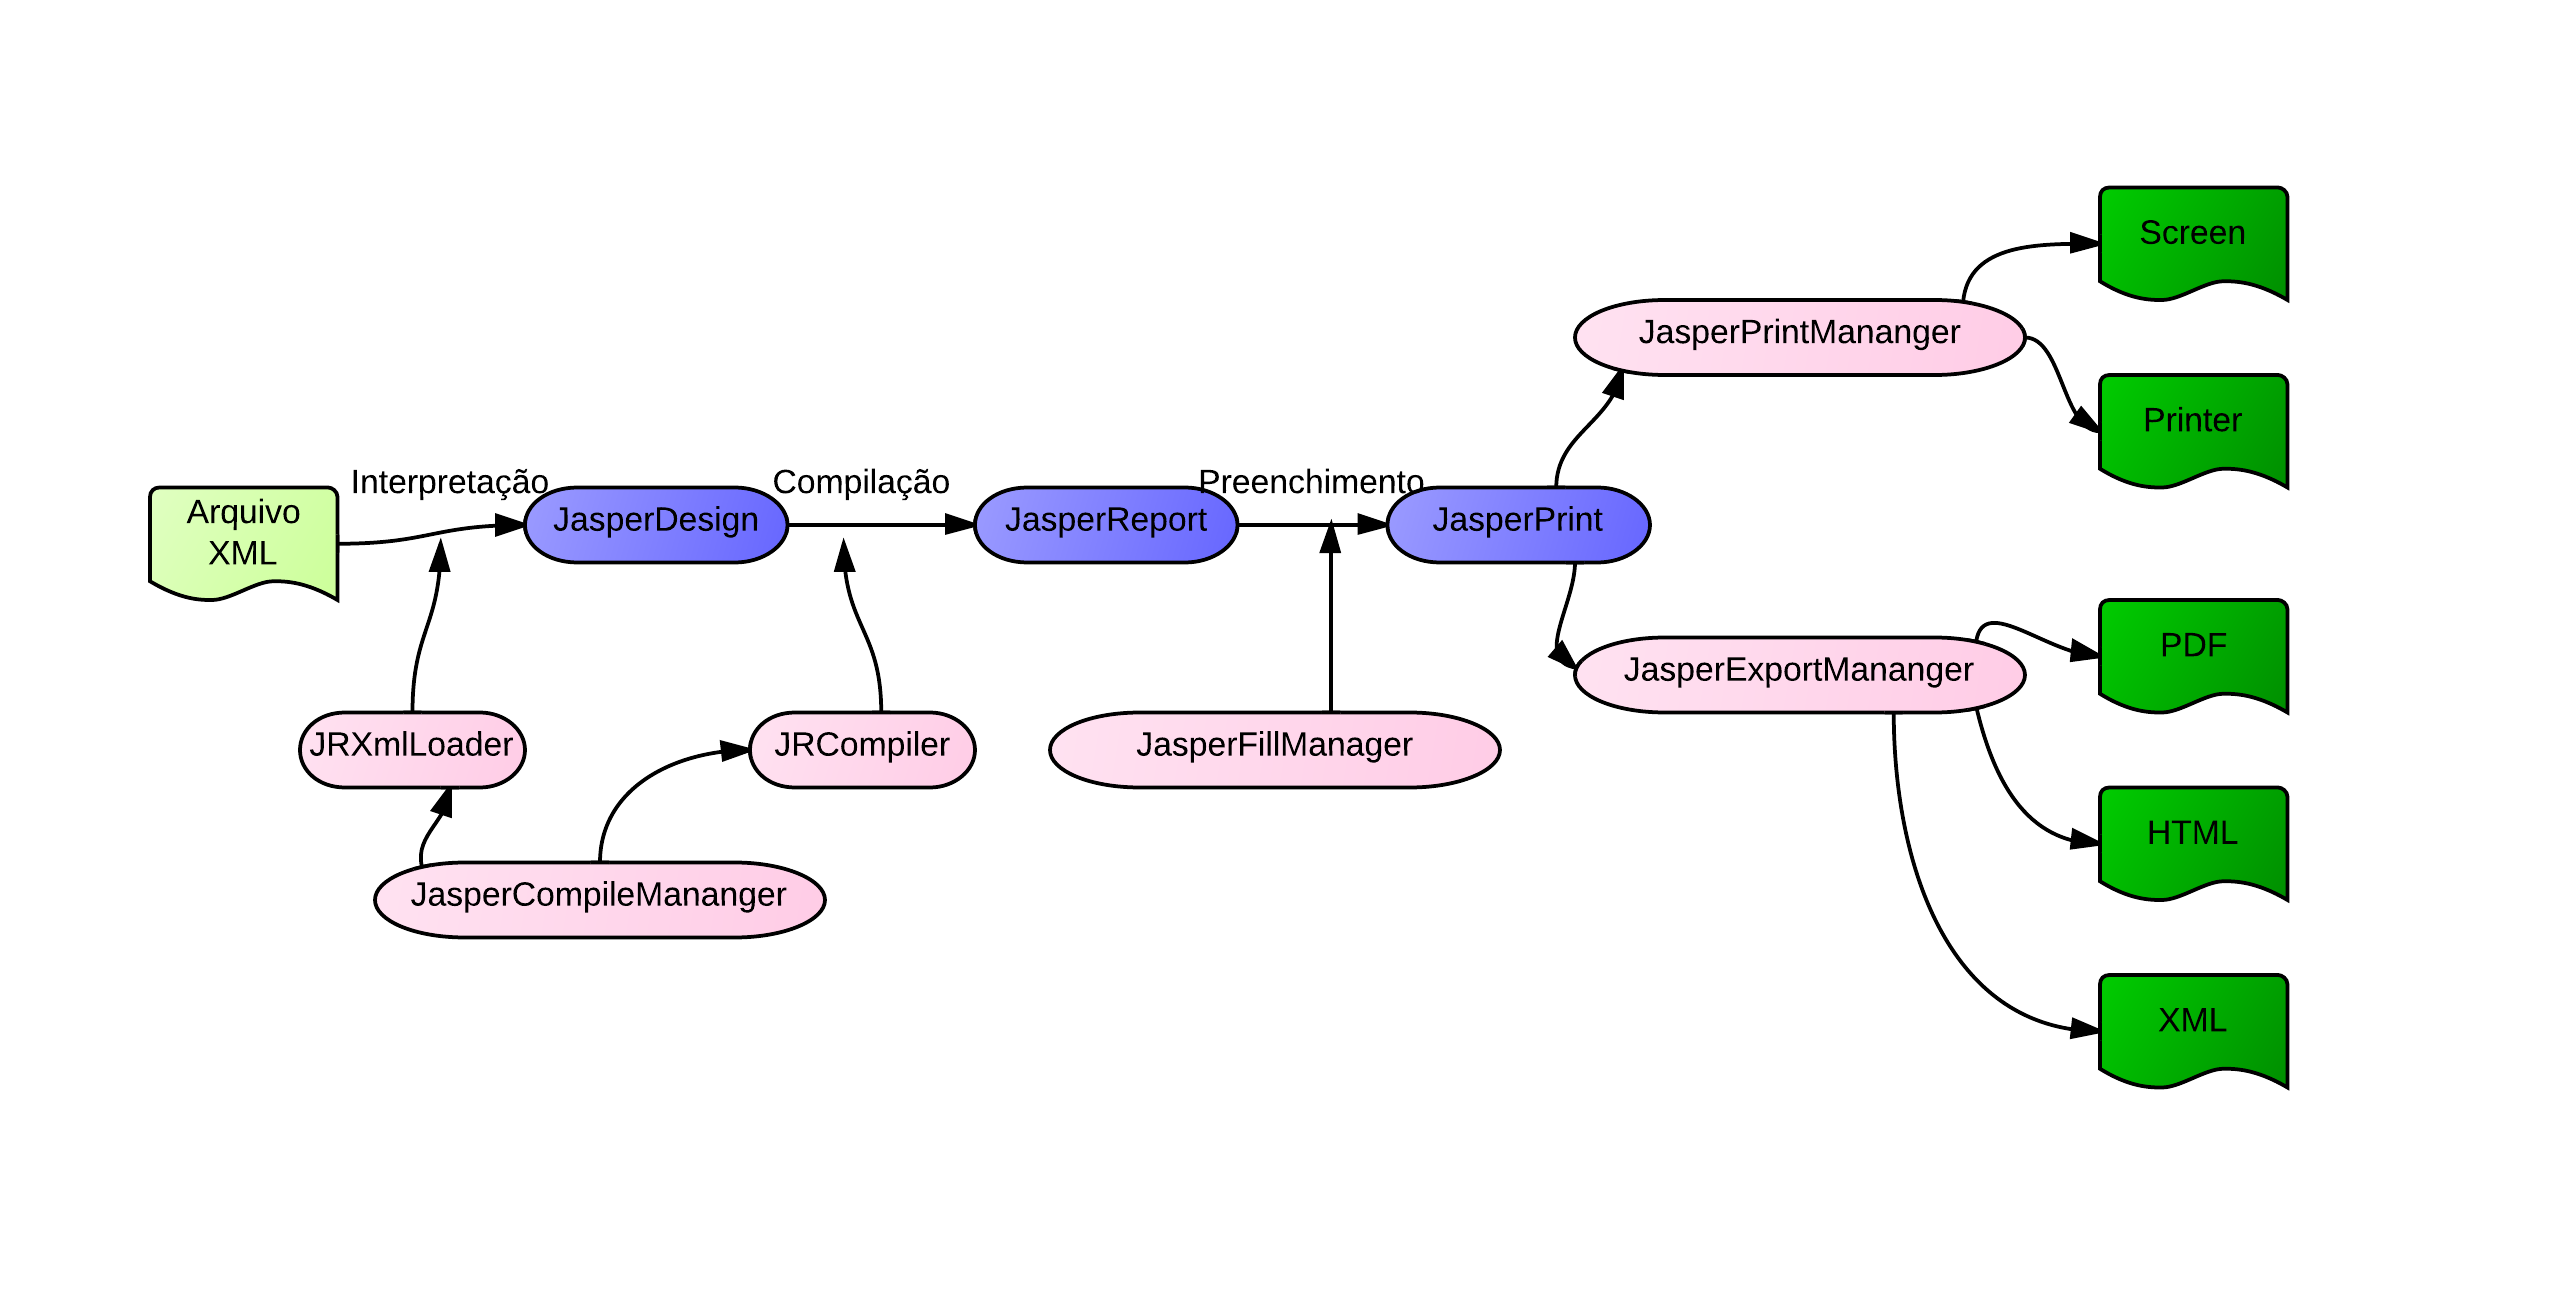 Screen
JasperPrintMananger
Printer
Interpretação
Compilação
Preenchimento
Arquivo
XML
JasperDesign
JasperReport
JasperPrint
PDF
JasperExportMananger
JRXmlLoader
JRCompiler
JasperFillManager
HTML
JasperCompileMananger
XML